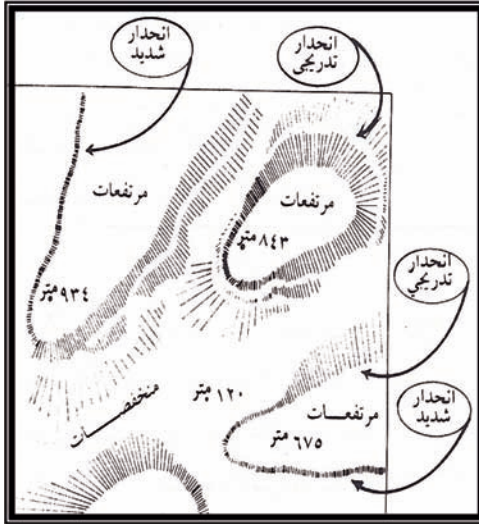 انحدار
شديد
انحدار
تدريجي
مرتفعات
مرتفعات
٨٤٣ متر
٩٣٤ متر
انحدار
تدريجي
منخفضات
١٢٠ متر
مرتفعـــات
٦٧٥ متر
انحدار
شديد